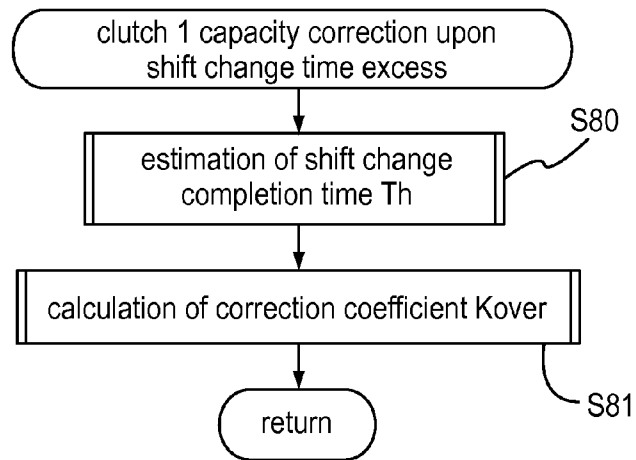 clutch 1 capacity correction upon
shift change time excess
S80
estimation of shift change
completion time Th
calculation of correction coefficient Kover
S81
return